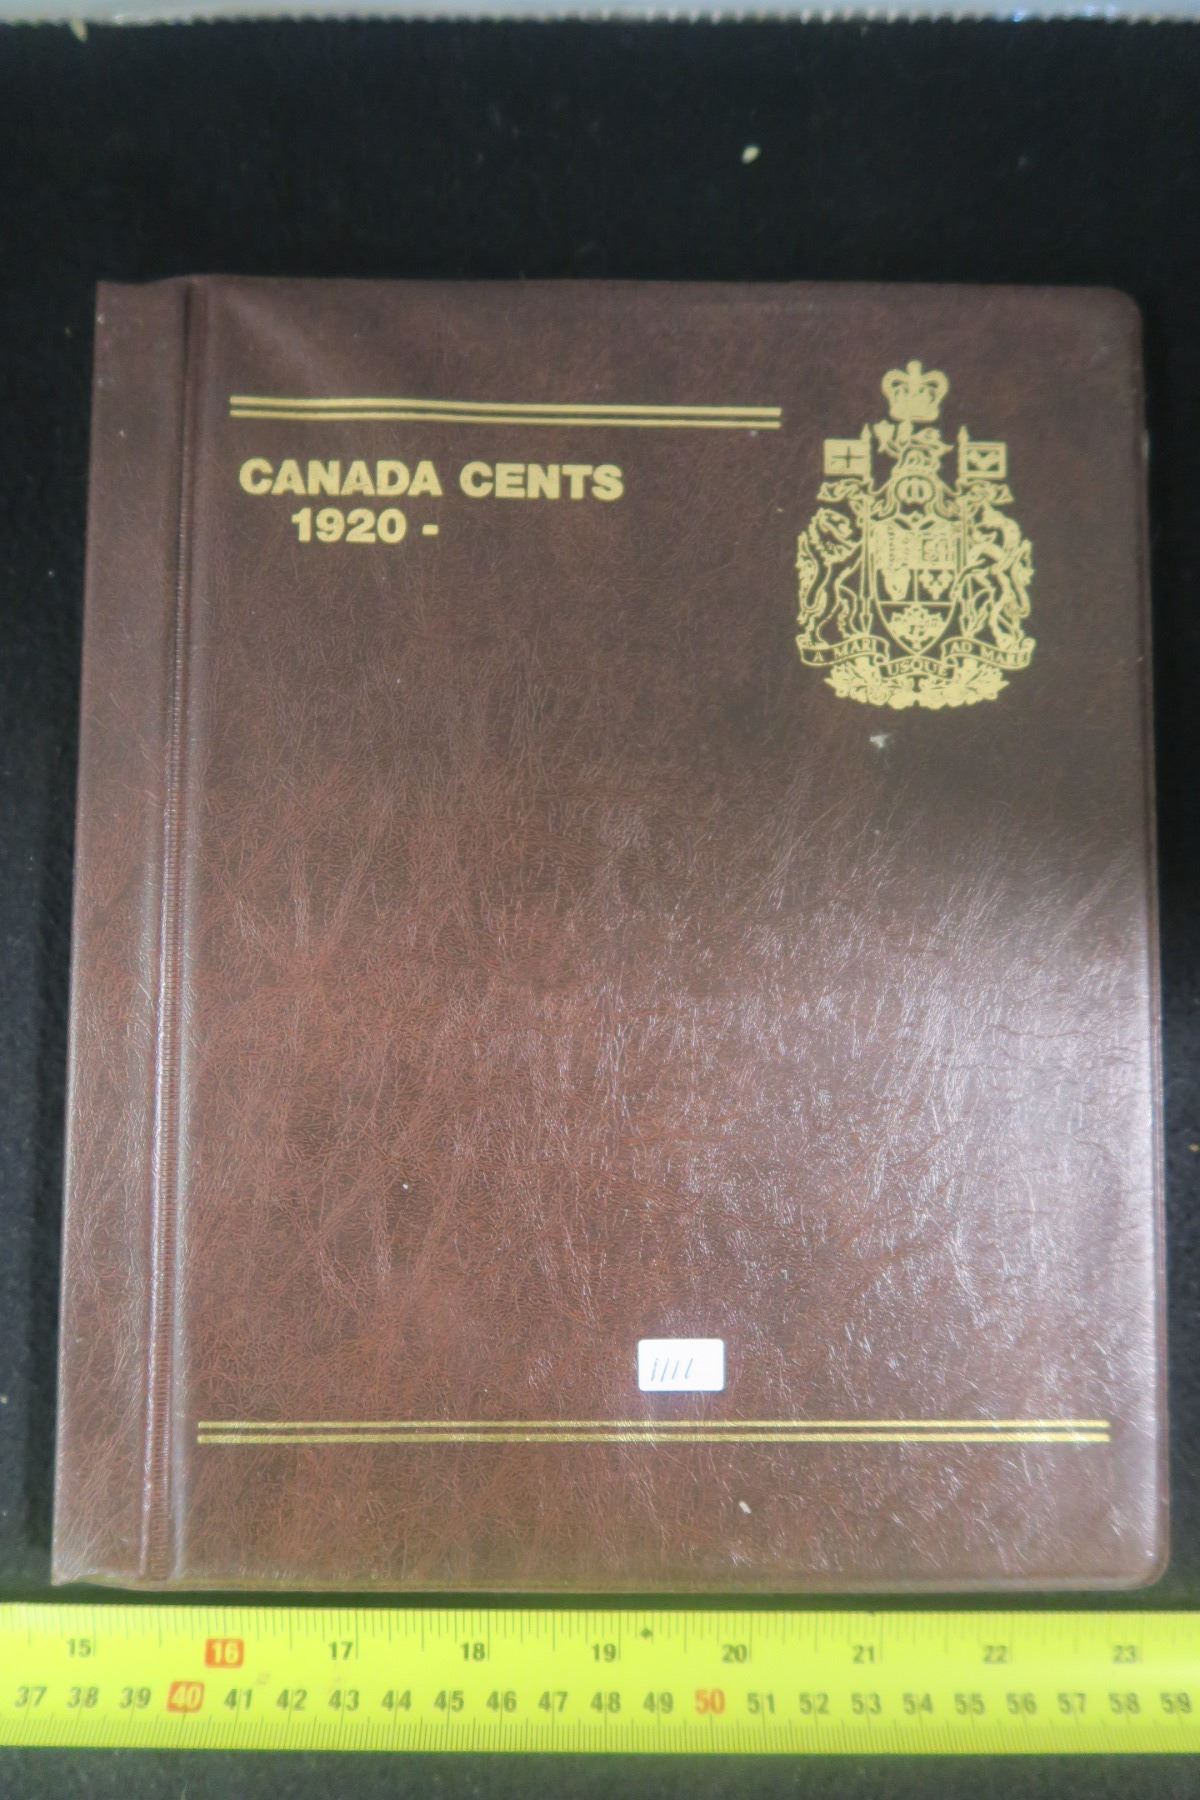 CANADA CENTS
1920 -
A MARI USQUE AD MARE
1111
15 16 17 18 19 20 21 22 23
37 38 39 40 41 42 43 44 45 46 47 48 49 50 51 52 53 54 55 56 57 58 59